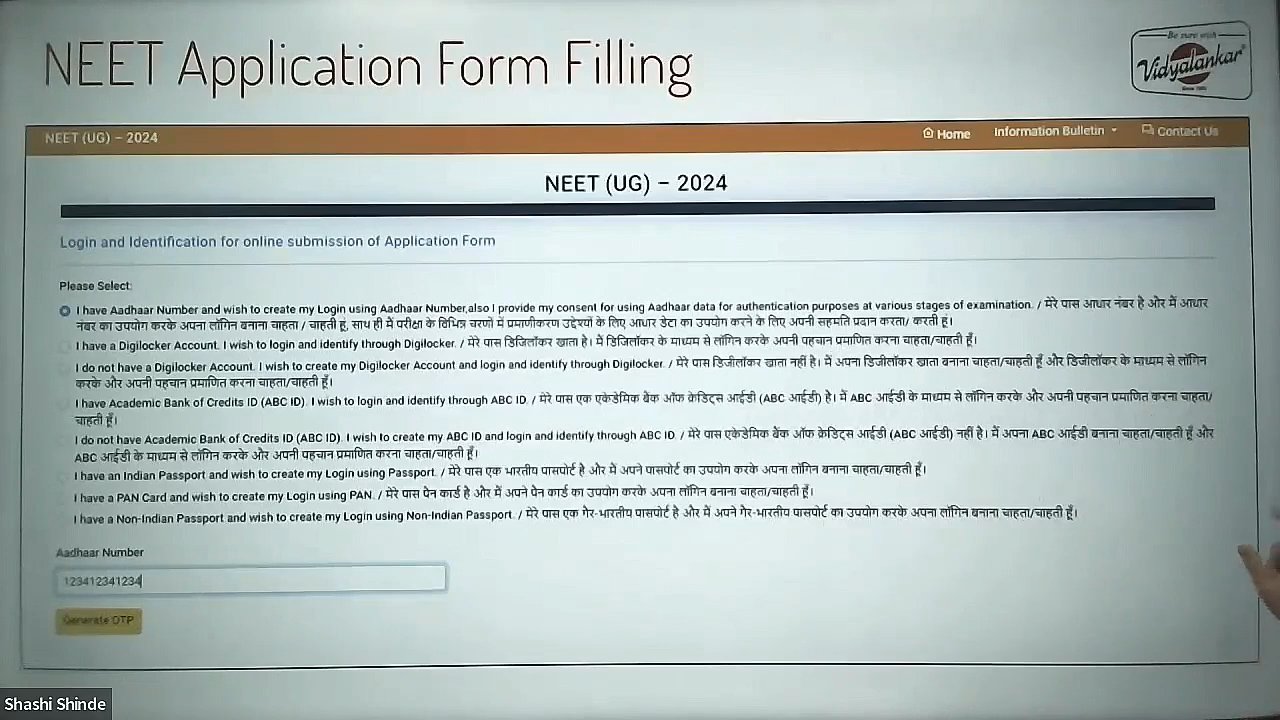 NEET Application Form Filling
Be sure with
Vidyalankar
NEET (UG) – 2024
Home
Information Bulletin
Contact Us
NEET (UG) – 2024
Login and Identification for online submission of Application Form
Please Select:
I have Aadhaar Number and wish to create my Login using Aadhaar Number,also I provide my consent for using Aadhaar data for authentication purposes at various stages of examination. / मेरे पास आधार नंबर है और मैं आधार
नंबर का उपयोग करके अपना लॉगिन बनाना चाहता / चाहती हूं, साथ ही मैं परीक्षा के विभिन्न चरणों में प्रमाणीकरण उद्देश्यों के लिए आधार डेटा का उपयोग करने के लिए अपनी सहमति प्रदान करता/ करती हूं।
I have a Digilocker Account. I wish to login and identify through Digilocker. / मेरे पास डिजिलॉकर खाता है। मैं डिजिलॉकर के माध्यम से लॉगिन करके और अपनी पहचान प्रमाणित करना चाहता/चाहती हूँ।
I do not have a Digilocker Account. I wish to create my Digilocker Account and login and identify through Digilocker. / मेरे पास डिजीलॉकर खाता नहीं है। मैं अपना डिजीलॉकर खाता बनाना चाहता/चाहती हूँ और डिजीलॉकर के माध्यम से लॉगिन
करके और अपनी पहचान प्रमाणित करना चाहता/चाहती हूँ।
I have Academic Bank of Credits ID (ABC ID). I wish to login and identify through ABC ID. / मेरे पास एक एकेडेमिक बैंक ऑफ क्रेडिट्स आईडी (ABC आईडी) है। मैं ABC आईडी के माध्यम से लॉगिन करके और अपनी पहचान प्रमाणित करना चाहता/
चाहती हूँ।
I do not have Academic Bank of Credits ID (ABC ID). I wish to create my ABC ID and login and identify through ABC ID. / मेरे पास एकेडेमिक बैंक ऑफ क्रेडिट्स आईडी (ABC आईडी) नहीं है। मैं अपना ABC आईडी बनाना चाहता/चाहती हूँ और
ABC आईडी के माध्यम से लॉगिन करके और अपनी पहचान प्रमाणित करना चाहता/चाहती हूँ।
I have an Indian Passport and wish to create my Login using Passport. / मेरे पास एक भारतीय पासपोर्ट है और मैं अपने पासपोर्ट का उपयोग करके अपना लॉगिन बनाना चाहता/चाहती हूँ।
I have a PAN Card and wish to create my Login using PAN. / मेरे पास पैन कार्ड है और मैं अपने पैन कार्ड का उपयोग करके अपना लॉगिन बनाना चाहता/चाहती हूँ।
I have a Non-Indian Passport and wish to create my Login using Non-Indian Passport. / मेरे पास एक गैर-भारतीय पासपोर्ट है और मैं अपने गैर-भारतीय पासपोर्ट का उपयोग करके अपना लॉगिन बनाना चाहता/चाहती हूँ।
Aadhaar Number
123412341234
Generate OTP
Shashi Shinde